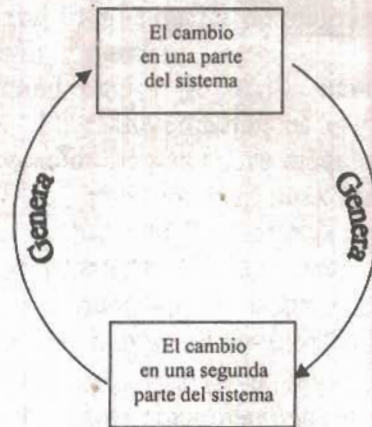 El cambio
en una parte
del sistema
Genera
Genera
El cambio
en una segunda
parte del sistema